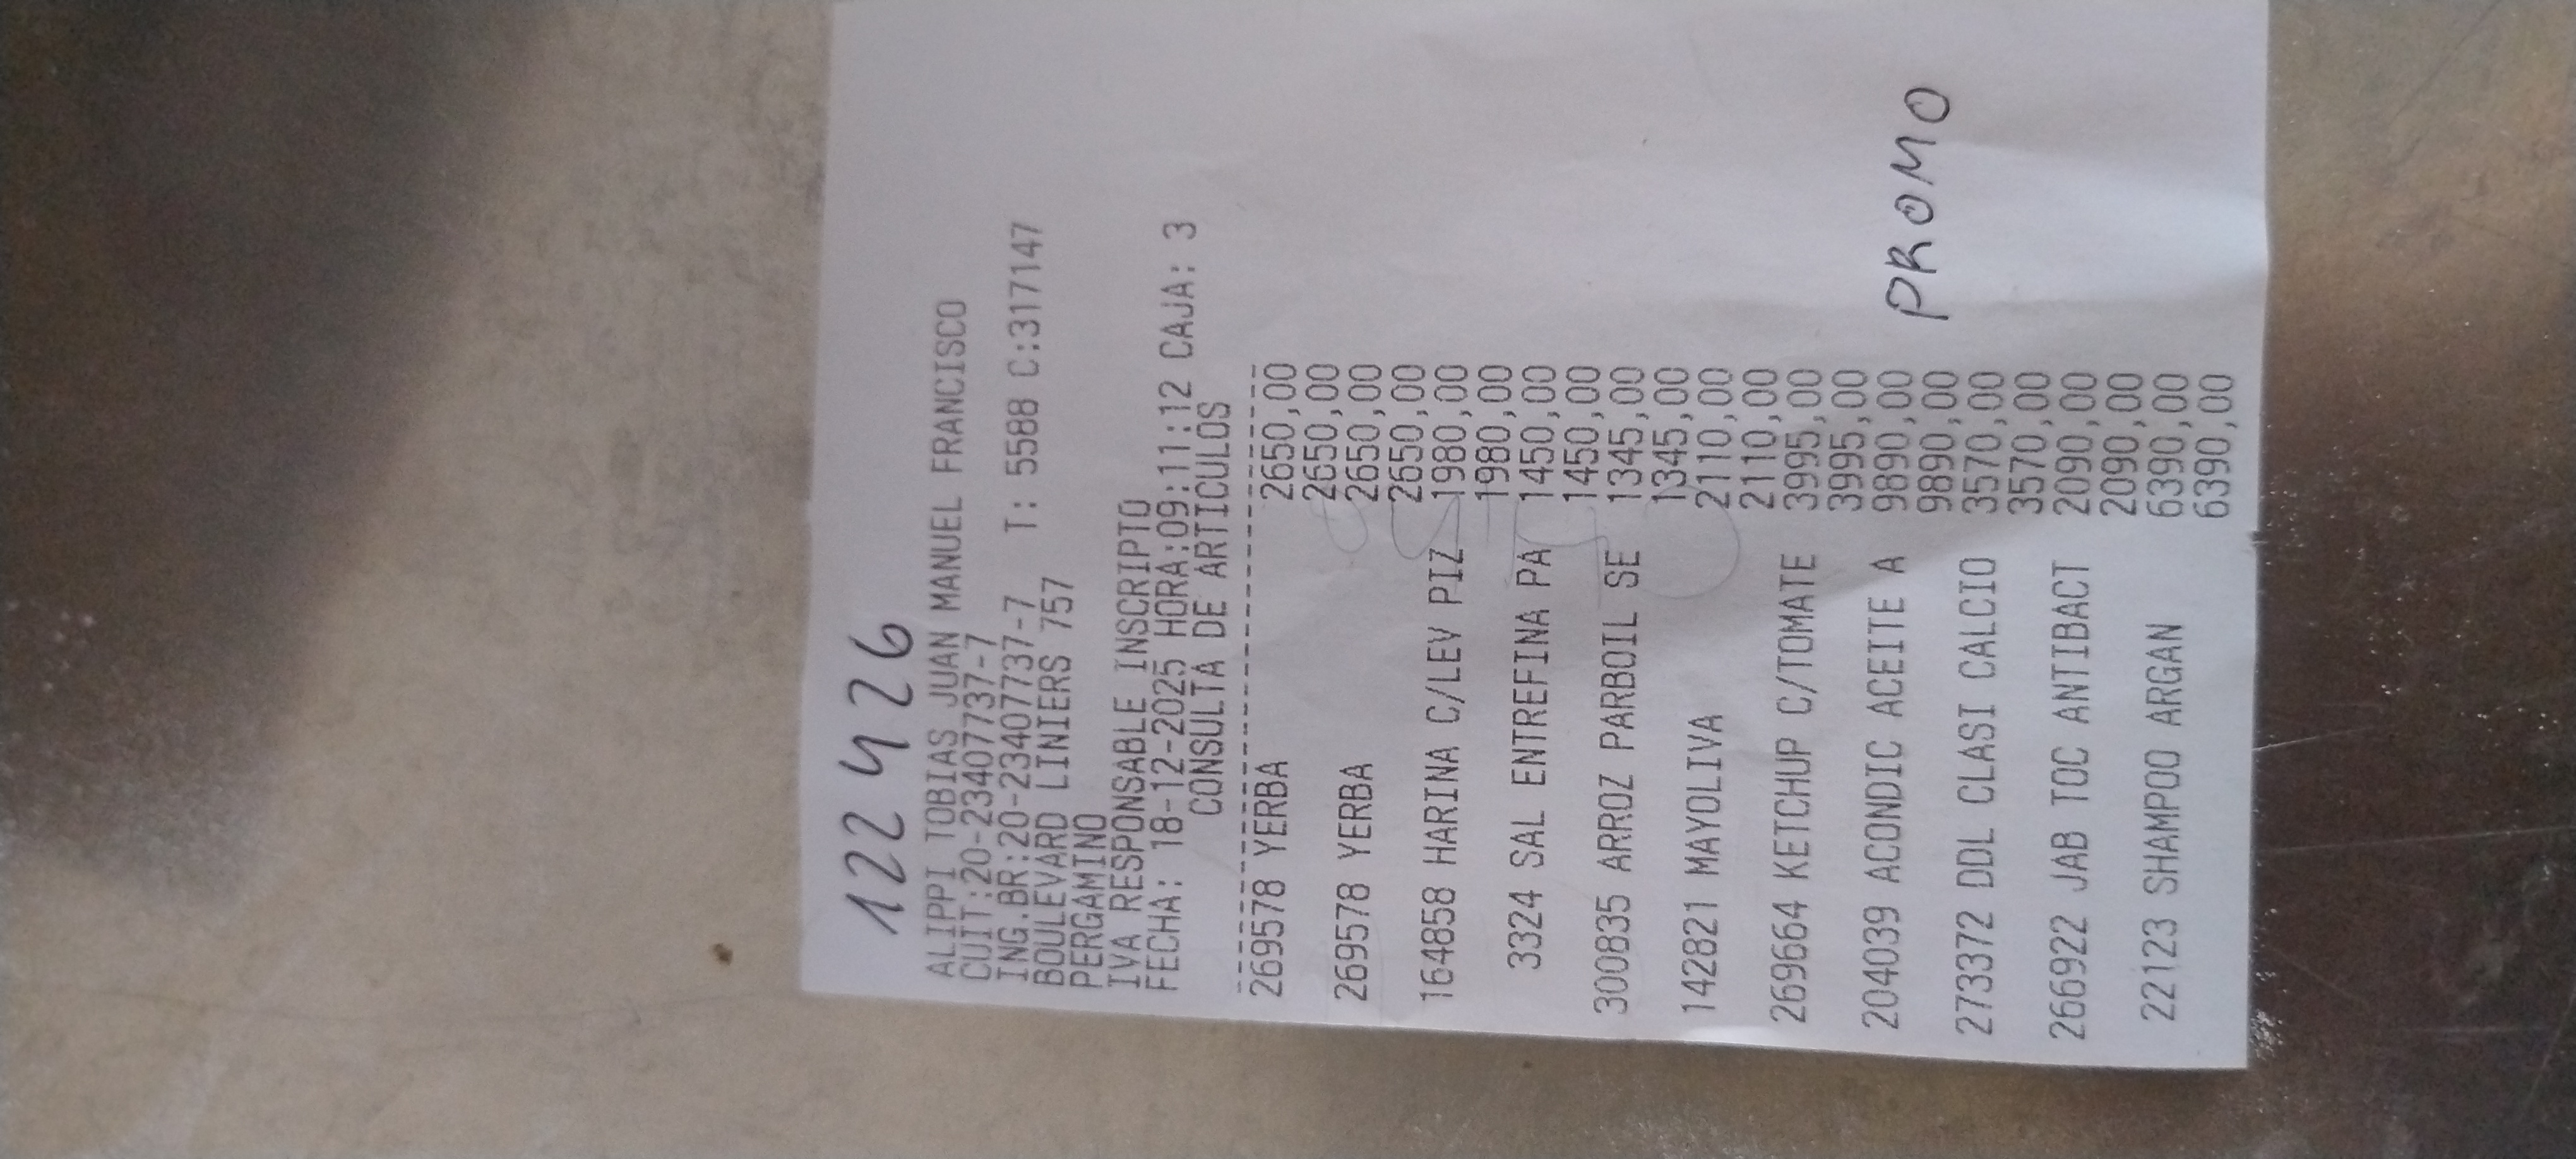 122426
ALIPPI TOBIAS JUAN MANUEL FRANCISCO
CUIT:20-23407737-7
ING.BR:20-23407737-7 T: 5588 C:317147
BOULEVARD LINIERS 757
PERGAMINO
IVA RESPONSABLE INSCRIPTO
FECHA: 18-12-2025 HORA:09:11:12 CAJA: 3
CONSULTA DE ARTICULOS
269578 YERBA 2650,00
2650,00
269578 YERBA 2650,00
2650,00
164858 HARINA C/LEV PIZ 1980,00
1980,00
3324 SAL ENTREFINA PA 1450,00
1450,00
300835 ARROZ PARBOIL SE 1345,00
1345,00
142821 MAYOLIVA 2110,00
2110,00
269664 KETCHUP C/TOMATE 3995,00
3995,00
204039 ACONDIC ACEITE A 9890,00
9890,00 PROMO
273372 DDL CLASI CALCIO 3570,00
3570,00
266922 JAB TOC ANTIBACT 2090,00
2090,00
22123 SHAMPOO ARGAN 6390,00
6390,00